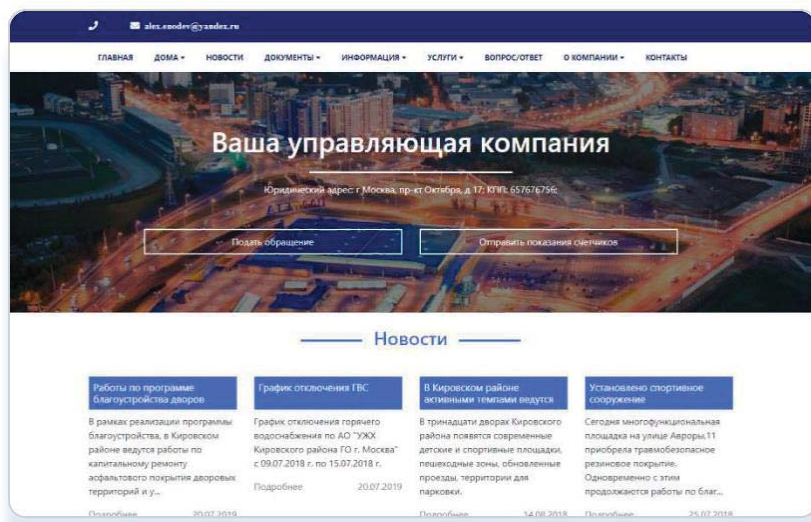 alex.enodev@yandex.ru
ГЛАВНАЯ ДОМА НОВОСТИ ДОКУМЕНТЫ ИНФОРМАЦИЯ УСЛУГИ ВОПРОС/ОТВЕТ О КОМПАНИИ КОНТАКТЫ
Ваша управляющая компания
Юридический адрес: г Москва, пр-кт Октября, д 17; КПП: 657676756;
Подать обращение
Отправить показания счетчиков
Новости
Работы по программе
благоустройства дворов
В рамках реализации программы
благоустройства, в Кировском
районе ведутся работы по
капитальному ремонту
асфальтового покрытия дворовых
территорий и у...
Подробнее 20.07.2019
График отключения ГВС
График отключения горячего
водоснабжения по АО "УЖХ
Кировского района ГО г. Москва"
с 09.07.2018 г. по 15.07.2018 г.
Подробнее 20.07.2019
В Кировском районе
активными темпами ведутся
В тринадцати дворах Кировского
района появятся современные
детские и спортивные площадки,
пешеходные зоны, обновленные
проезды, территории для
парковки.
Подробнее 14.08.2018
Установлено спортивное
сооружение
Сегодня многофункциональная
площадка на улице Авроры,11
приобрела травмобезопасное
резиновое покрытие.
Одновременно с этим
продолжаются работы по благ...
Подробнее 25.07.2018